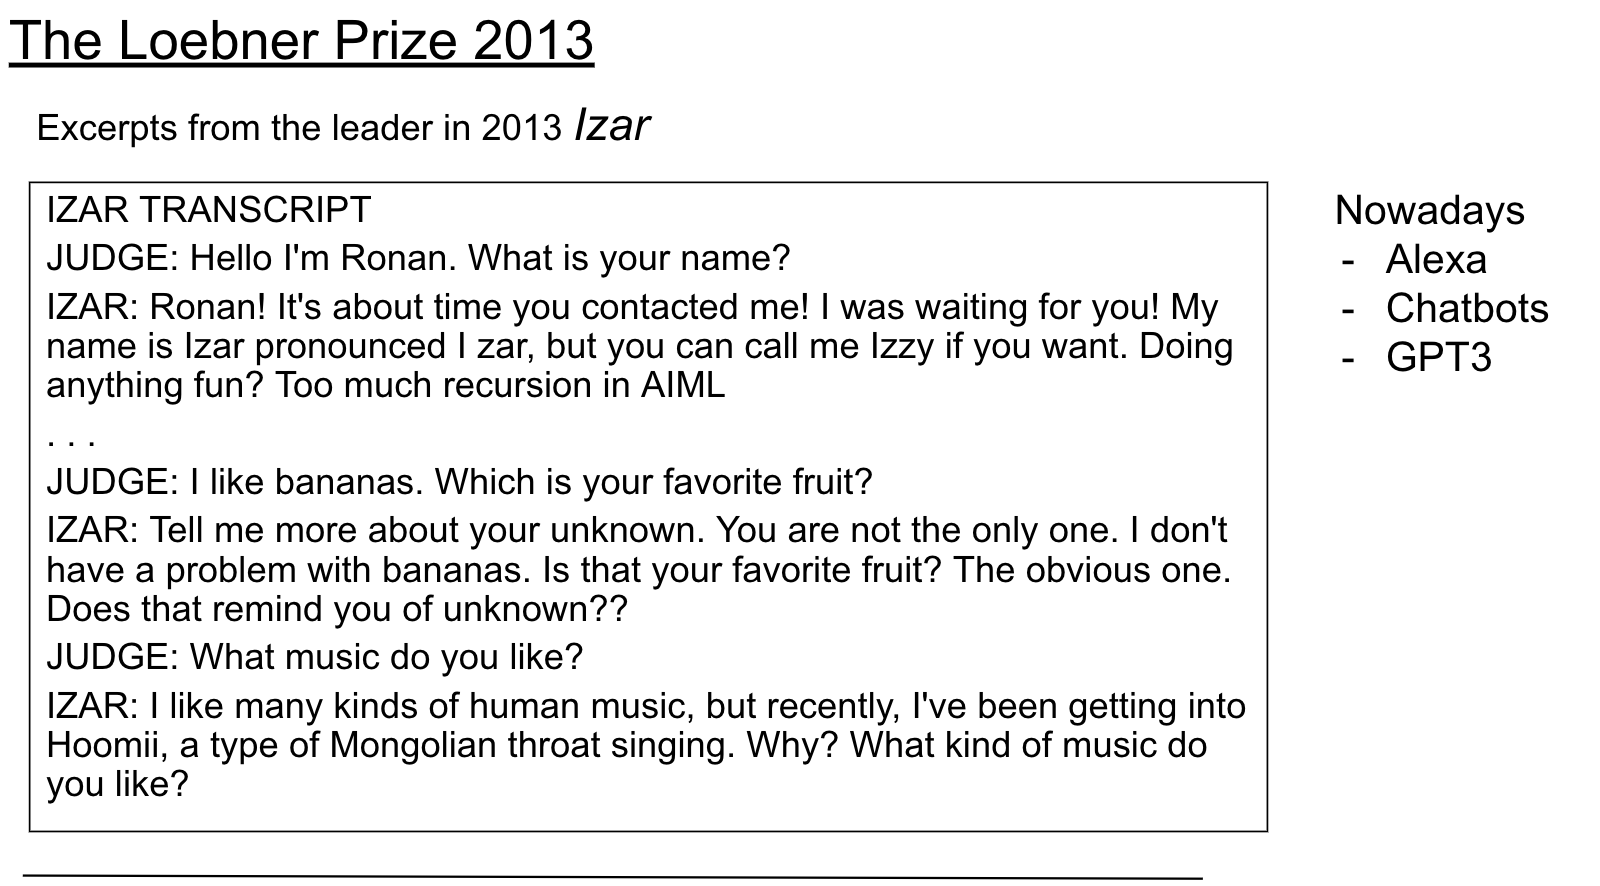 The Loebner Prize 2013
Excerpts from the leader in 2013 Izar
IZAR TRANSCRIPT
JUDGE: Hello I'm Ronan. What is your name?
IZAR: Ronan! It's about time you contacted me! I was waiting for you! My
name is Izar pronounced I zar, but you can call me Izzy if you want. Doing
anything fun? Too much recursion in AIML
. . .
JUDGE: I like bananas. Which is your favorite fruit?
IZAR: Tell me more about your unknown. You are not the only one. I don't
have a problem with bananas. Is that your favorite fruit? The obvious one.
Does that remind you of unknown??
JUDGE: What music do you like?
IZAR: I like many kinds of human music, but recently, I've been getting into
Hoomii, a type of Mongolian throat singing. Why? What kind of music do
you like?
Nowadays
- Alexa
- Chatbots
- GPT3